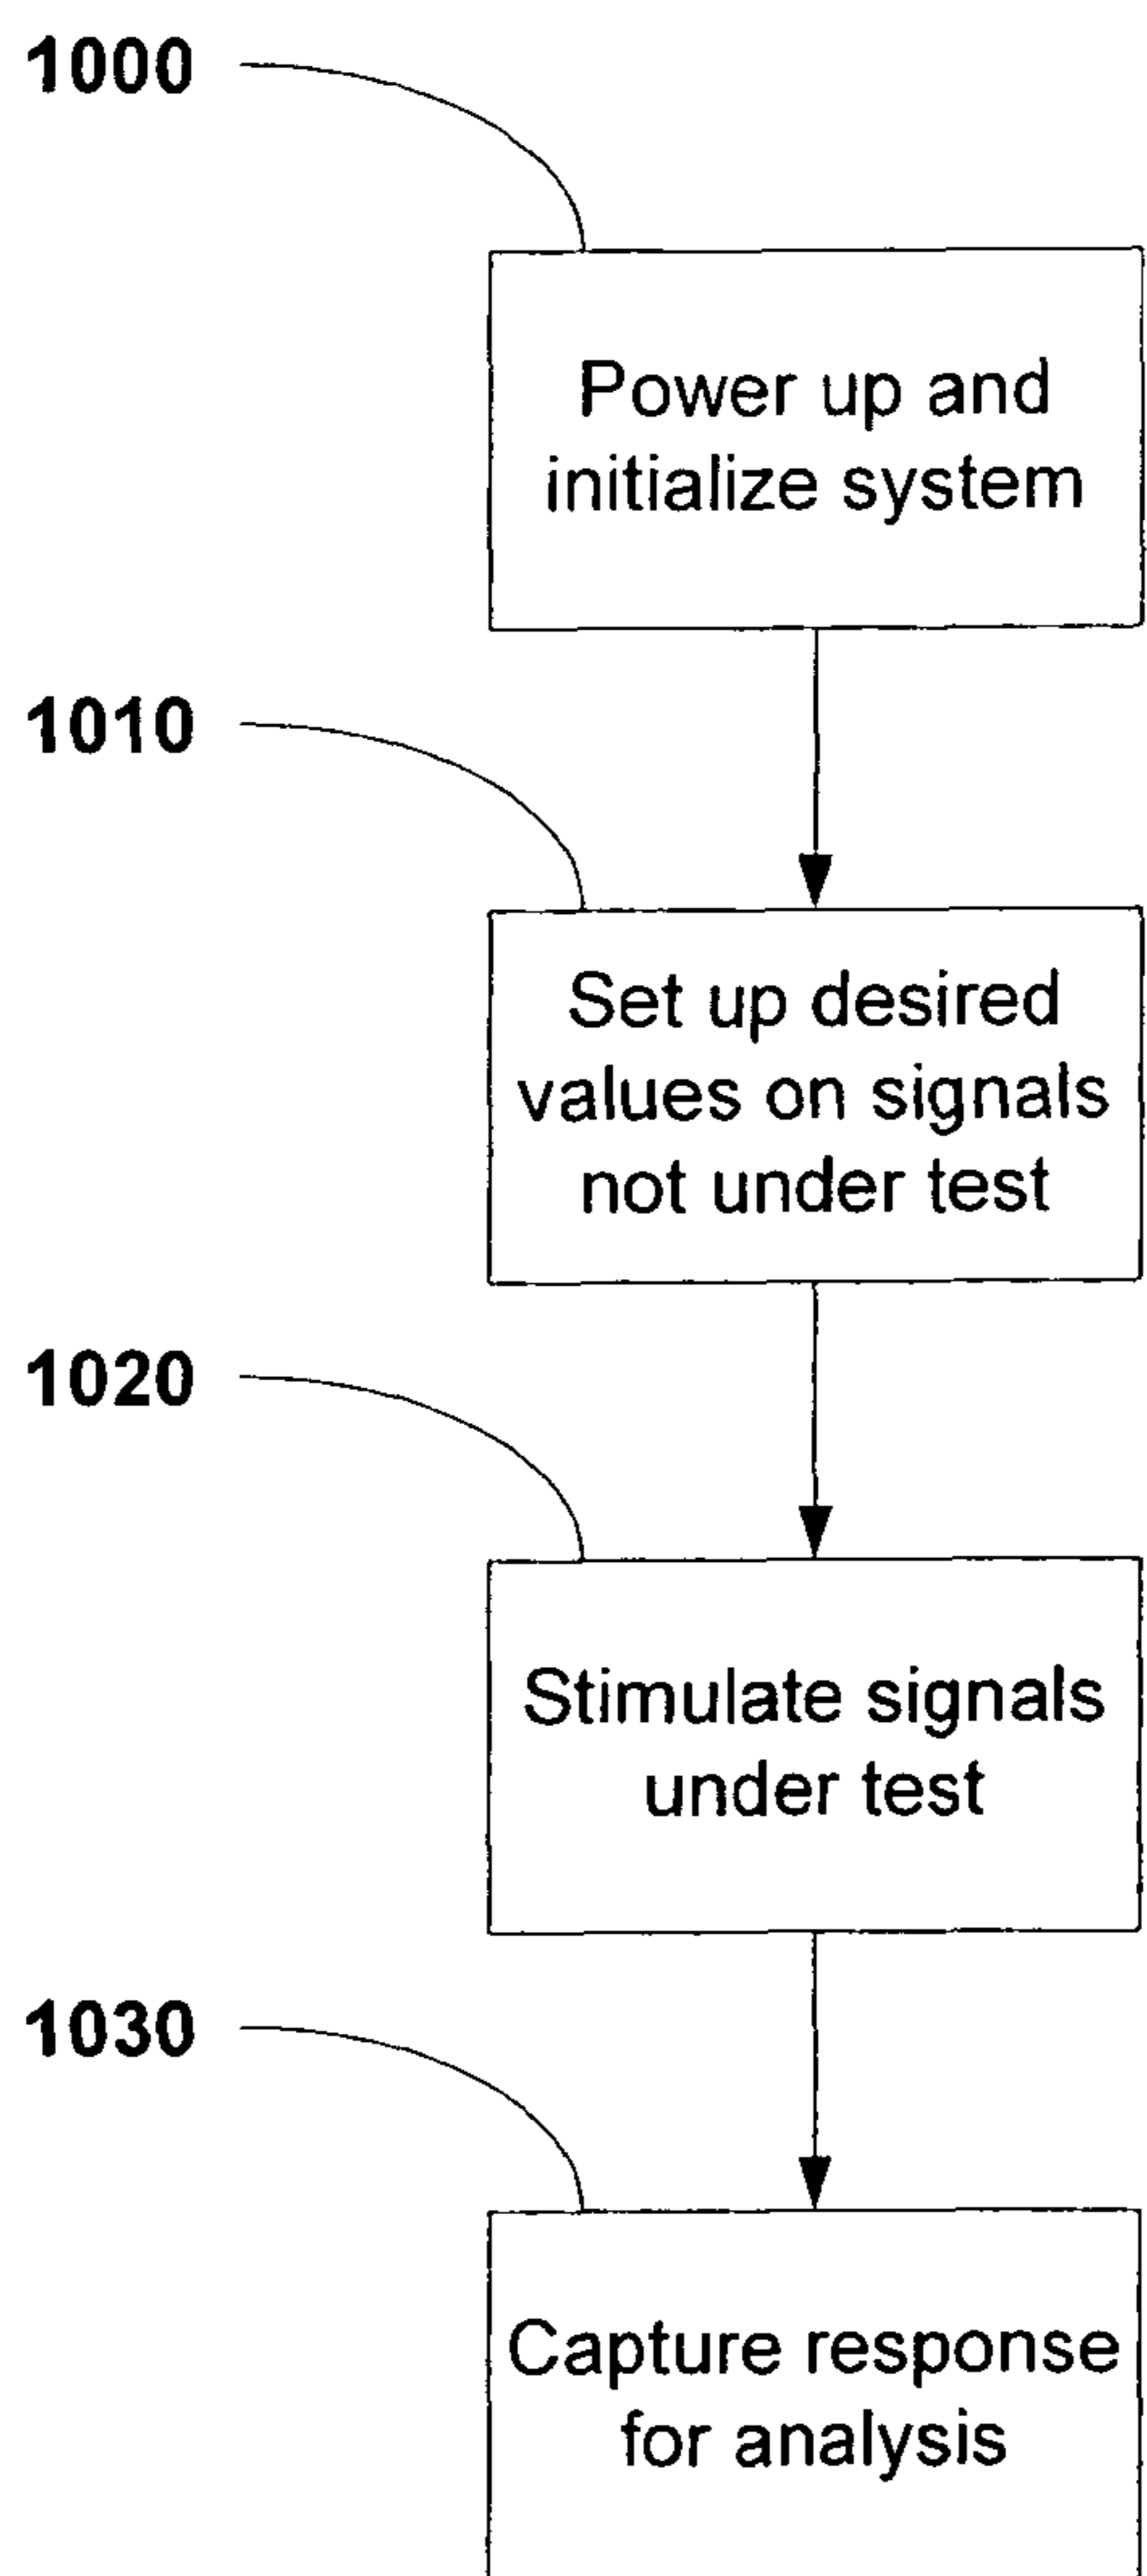 1000
Power up and
initialize system
1010
Set up desired
values on signals
not under test
1020
Stimulate signals
under test
1030
Capture response
for analysis